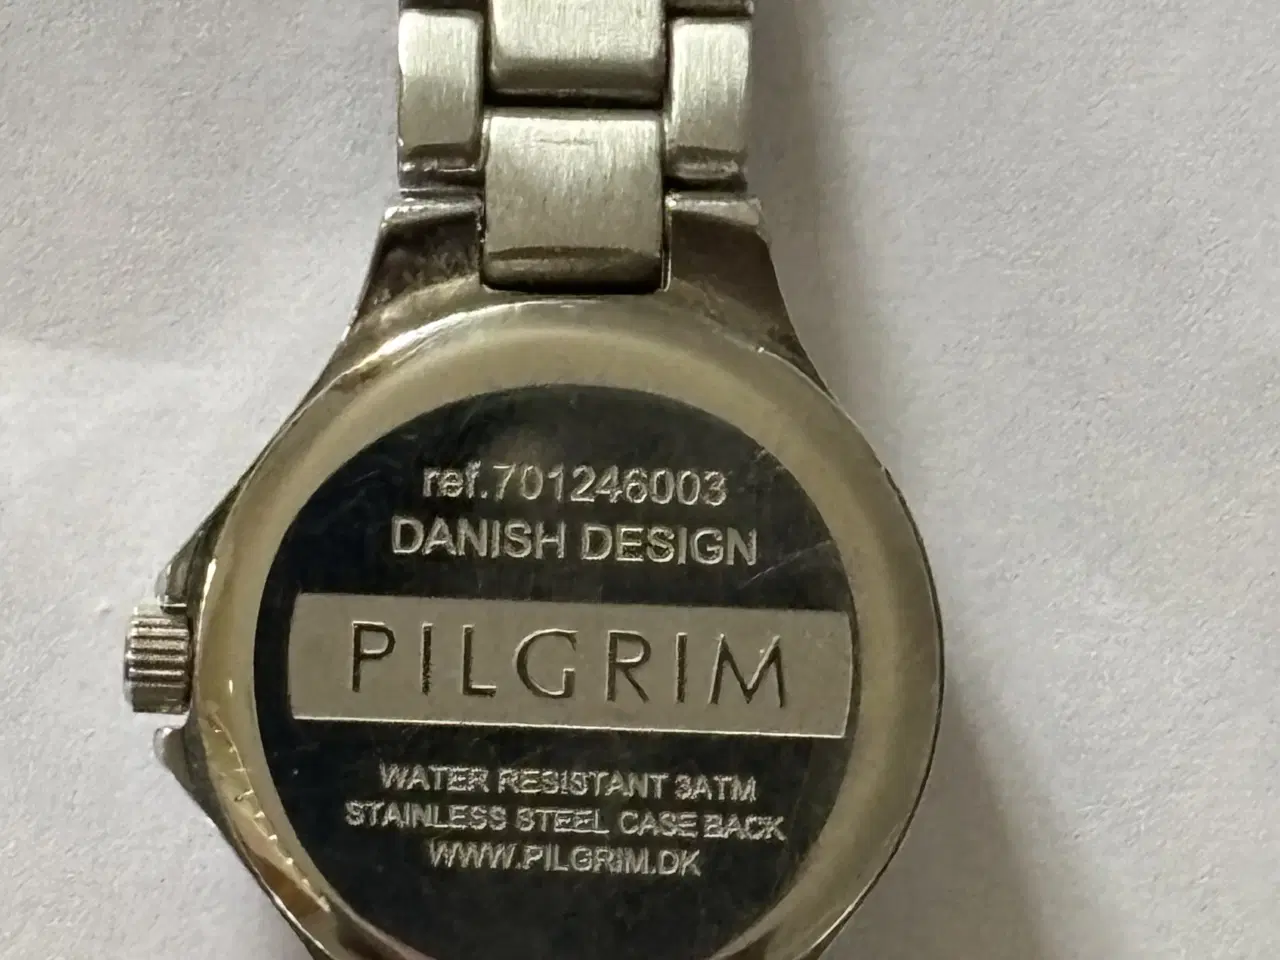 ref.701246003
DANISH DESIGN
PILGRIM
WATER RESISTANT 3ATM
STAINLESS STEEL CASE BACK
WWW.PILGRIM.DK